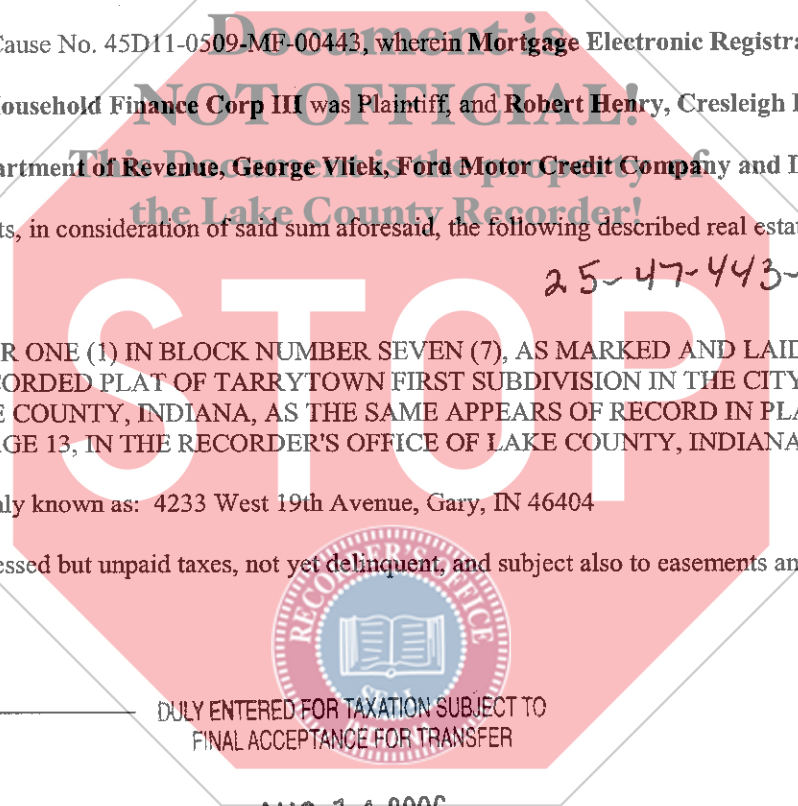 Document is
Cause No. 45D11-0509-MF-00443, wherein Mortgage Electronic Registra
NOT OFFICIAL!
Household Finance Corp III was Plaintiff, and Robert Henry, Cresleigh
This Document is the property of
artment of Revenue, George Vliek, Ford Motor Credit Company and
the Lake County Recorder!
ts, in consideration of said sum aforesaid, the following described real estat
25-47-443-
STOP
R ONE (1) IN BLOCK NUMBER SEVEN (7), AS MARKED AND LAID
CORDED PLAT OF TARRYTOWN FIRST SUBDIVISION IN THE CITY
E COUNTY, INDIANA, AS THE SAME APPEARS OF RECORD IN PLA
AGE 13, IN THE RECORDER'S OFFICE OF LAKE COUNTY, INDIANA
nly known as: 4233 West 19th Avenue, Gary, IN 46404
essed but unpaid taxes, not yet delinquent, and subject also to easements an
RECORDER'S OFFICE
SEAL
INDIANA
DULY ENTERED FOR TAXATION SUBJECT TO
FINAL ACCEPTANCE FOR TRANSFER